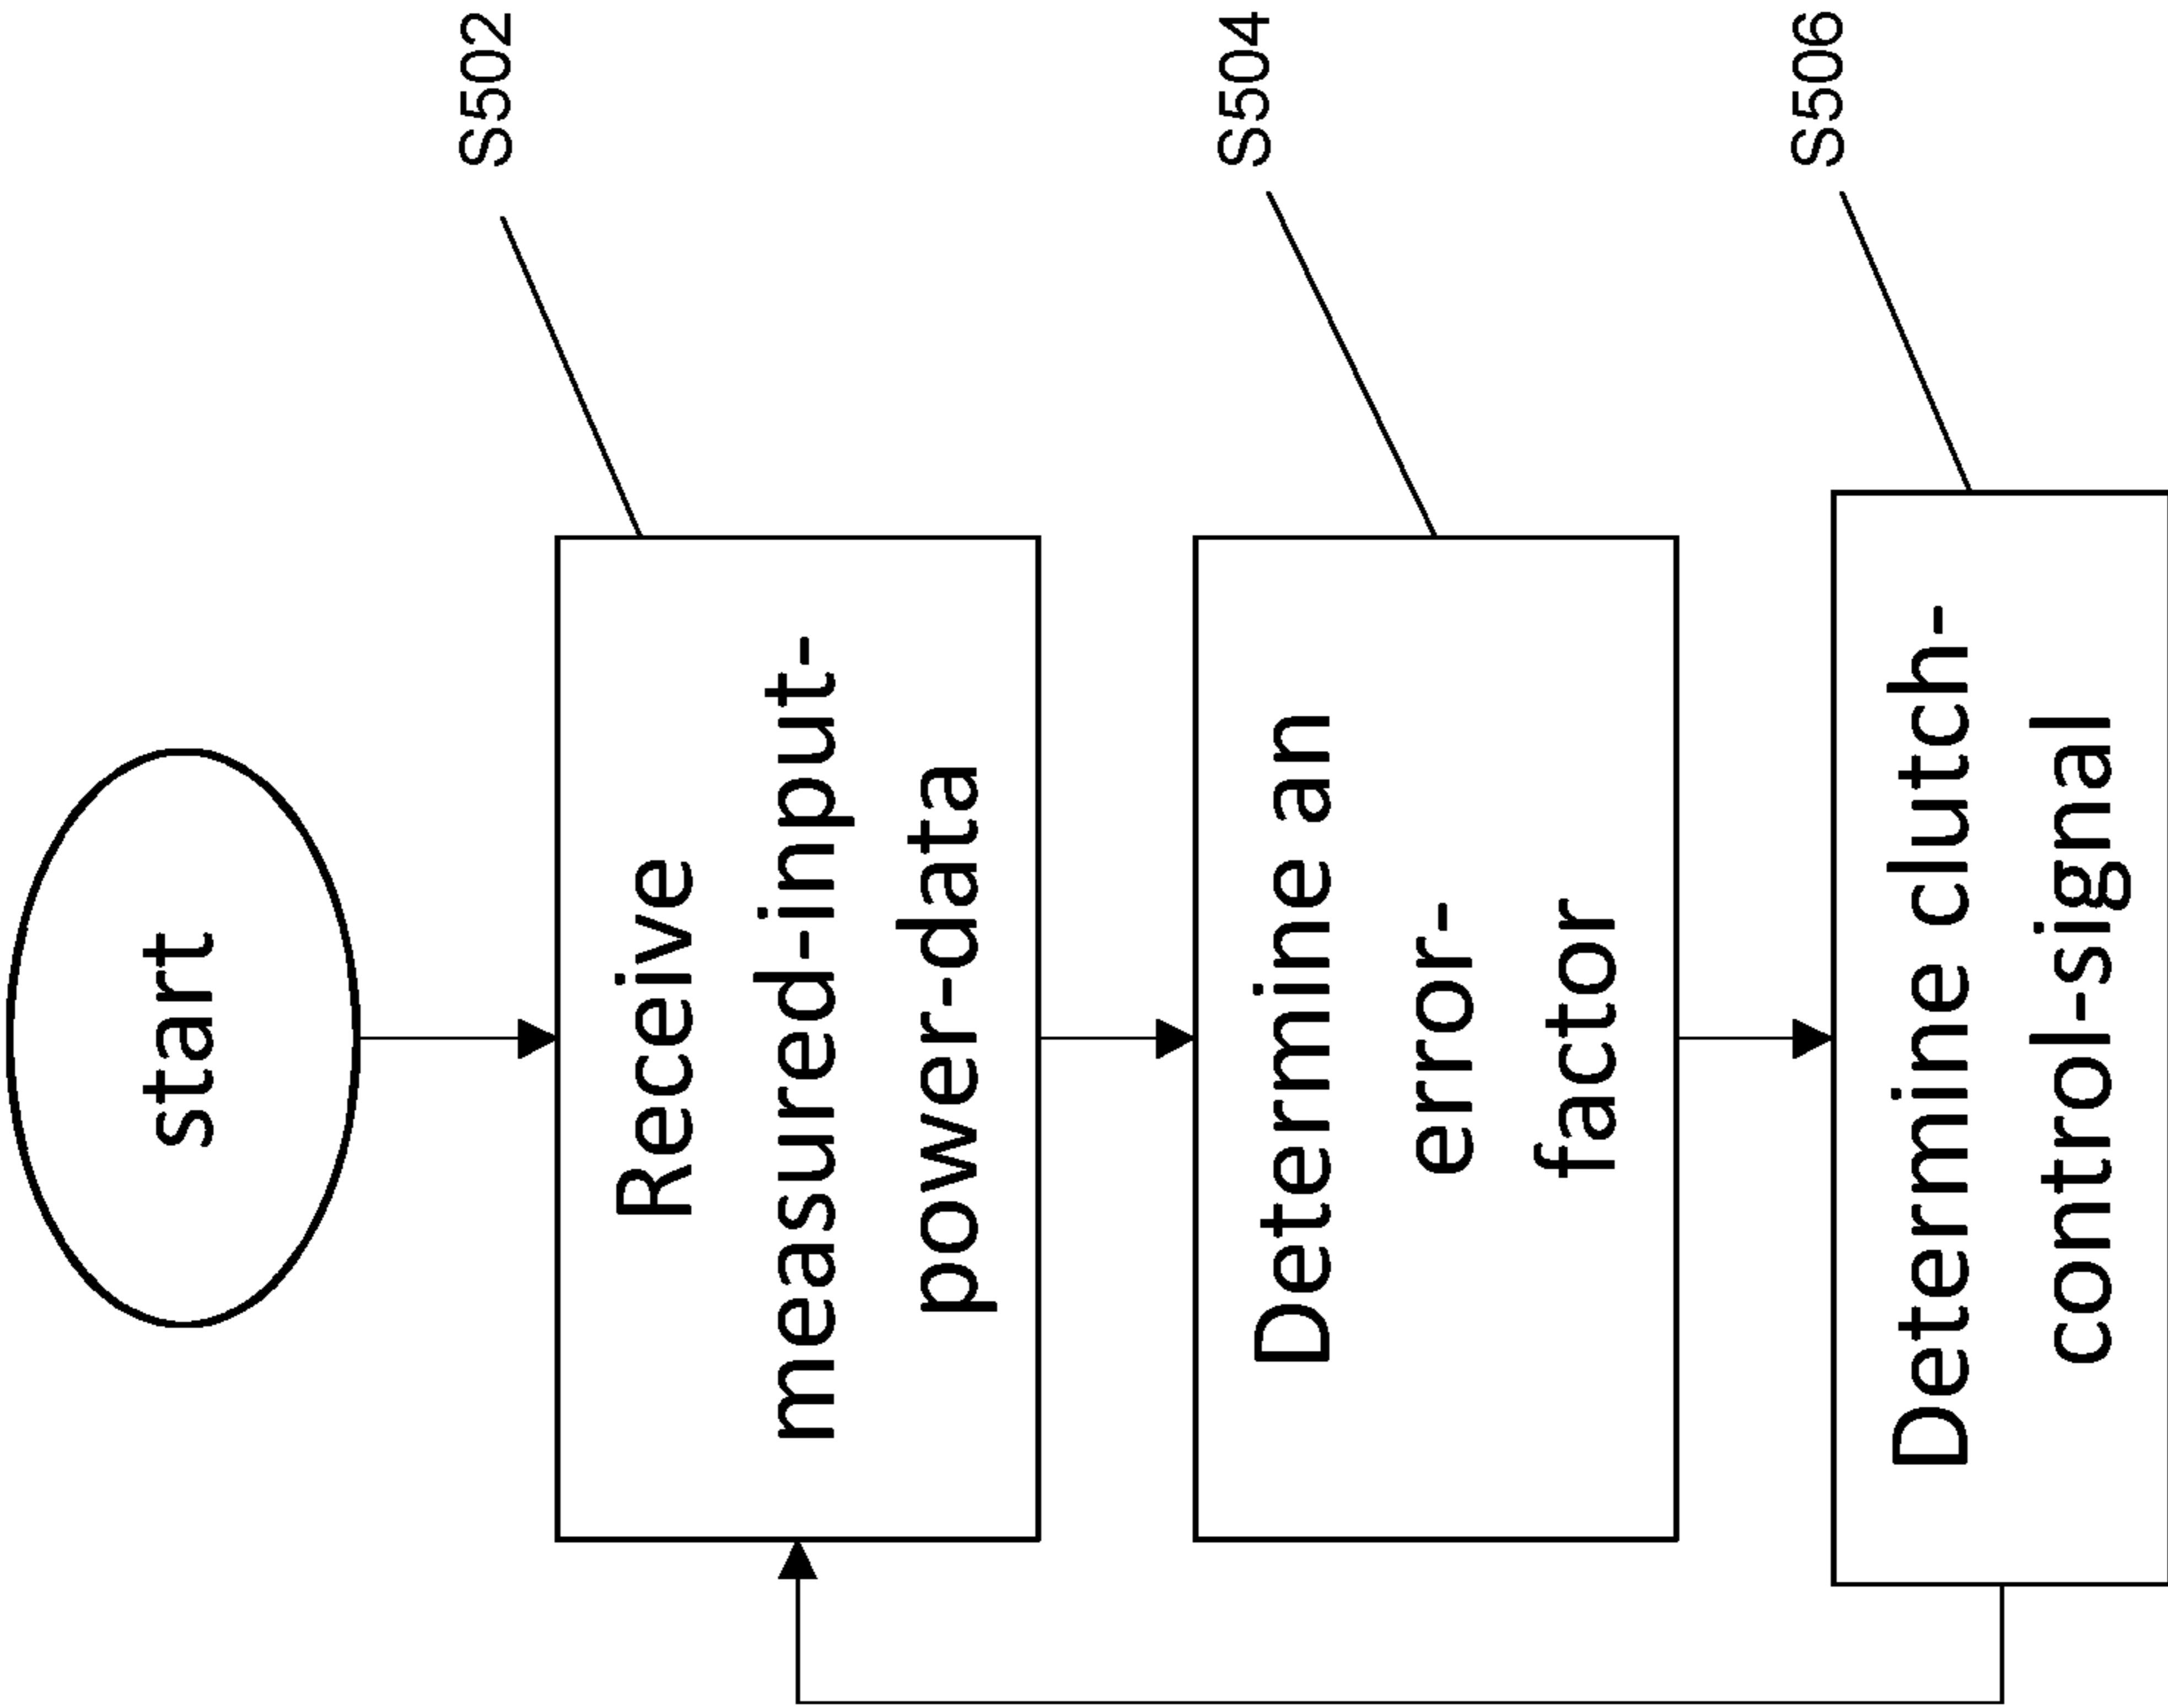 start
S502
Receive
measured-input-
power-data
S504
Determine an
error-
factor
S506
Determine clutch-
control-signal